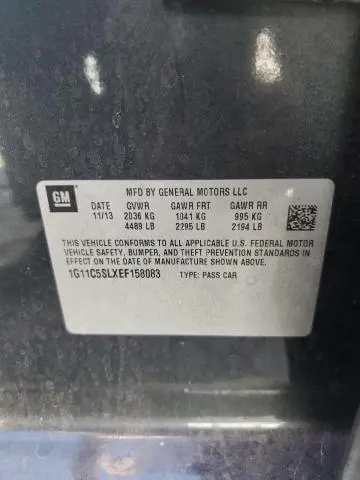 GM
MFD BY GENERAL MOTORS LLC
DATE GVWR GAWR FRT GAWR RR
11/13 2036 KG 1041 KG 995 KG
4489 LB 2295 LB 2194 LB
THIS VEHICLE CONFORMS TO ALL APPLICABLE U.S. FEDERAL MOTOR
VEHICLE SAFETY, BUMPER, AND THEFT PREVENTION STANDARDS
IN EFFECT ON THE DATE OF MANUFACTURE SHOWN ABOVE.
1G11C5SLXEF158083 TYPE: PASS CAR